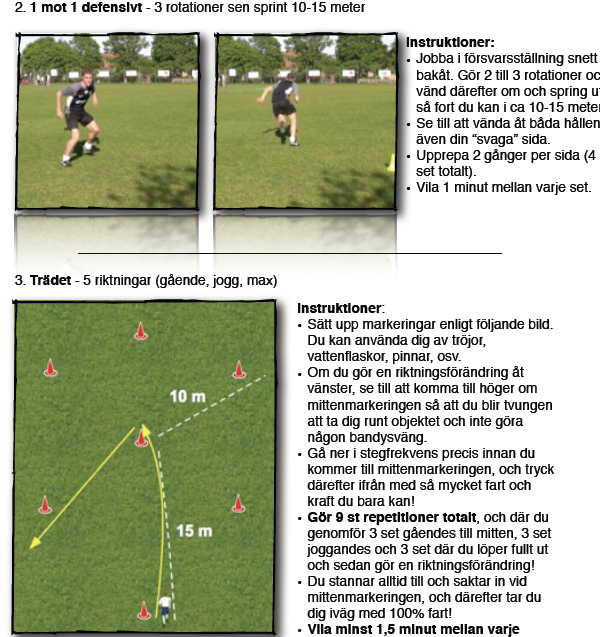 2. 1 mot 1 defensivt - 3 rotationer sen sprint 10-15 meter
Instruktioner:
• Jobba i försvarsställning snett
bakåt. Gör 2 till 3 rotationer oc
vänd därefter om och spring ut
så fort du kan i ca 10-15 meter
• Se till att vända åt båda hållen
även din “svaga” sida.
• Upprepa 2 gånger per sida (4
set totalt).
• Vila 1 minut mellan varje set.
3. Trädet - 5 riktningar (gående, jogg, max)
10 m
15 m
Instruktioner:
• Sätt upp markeringar enligt följande bild.
Du kan använda dig av tröjor,
vattenflaskor, pinnar, osv.
• Om du gör en riktningsförändring åt
vänster, se till att komma till höger om
mittenmarkeringen så att du blir tvungen
att ta dig runt objektet och inte göra
någon bandysväng.
• Gå ner i stegfrekvens precis innan du
kommer till mittenmarkeringen, och tryck
därefter ifrån med så mycket fart och
kraft du bara kan!
• Gör 9 st repetitioner totalt, och där du
genomför 3 set gåendes till mitten, 3 set
joggandes och 3 set där du löper fullt ut
och sedan gör en riktningsförändring!
• Du stannar alltid till och saktar in vid
mittenmarkeringen, och därefter tar du
dig iväg med 100% fart!
• Vila minst 1,5 minut mellan varje